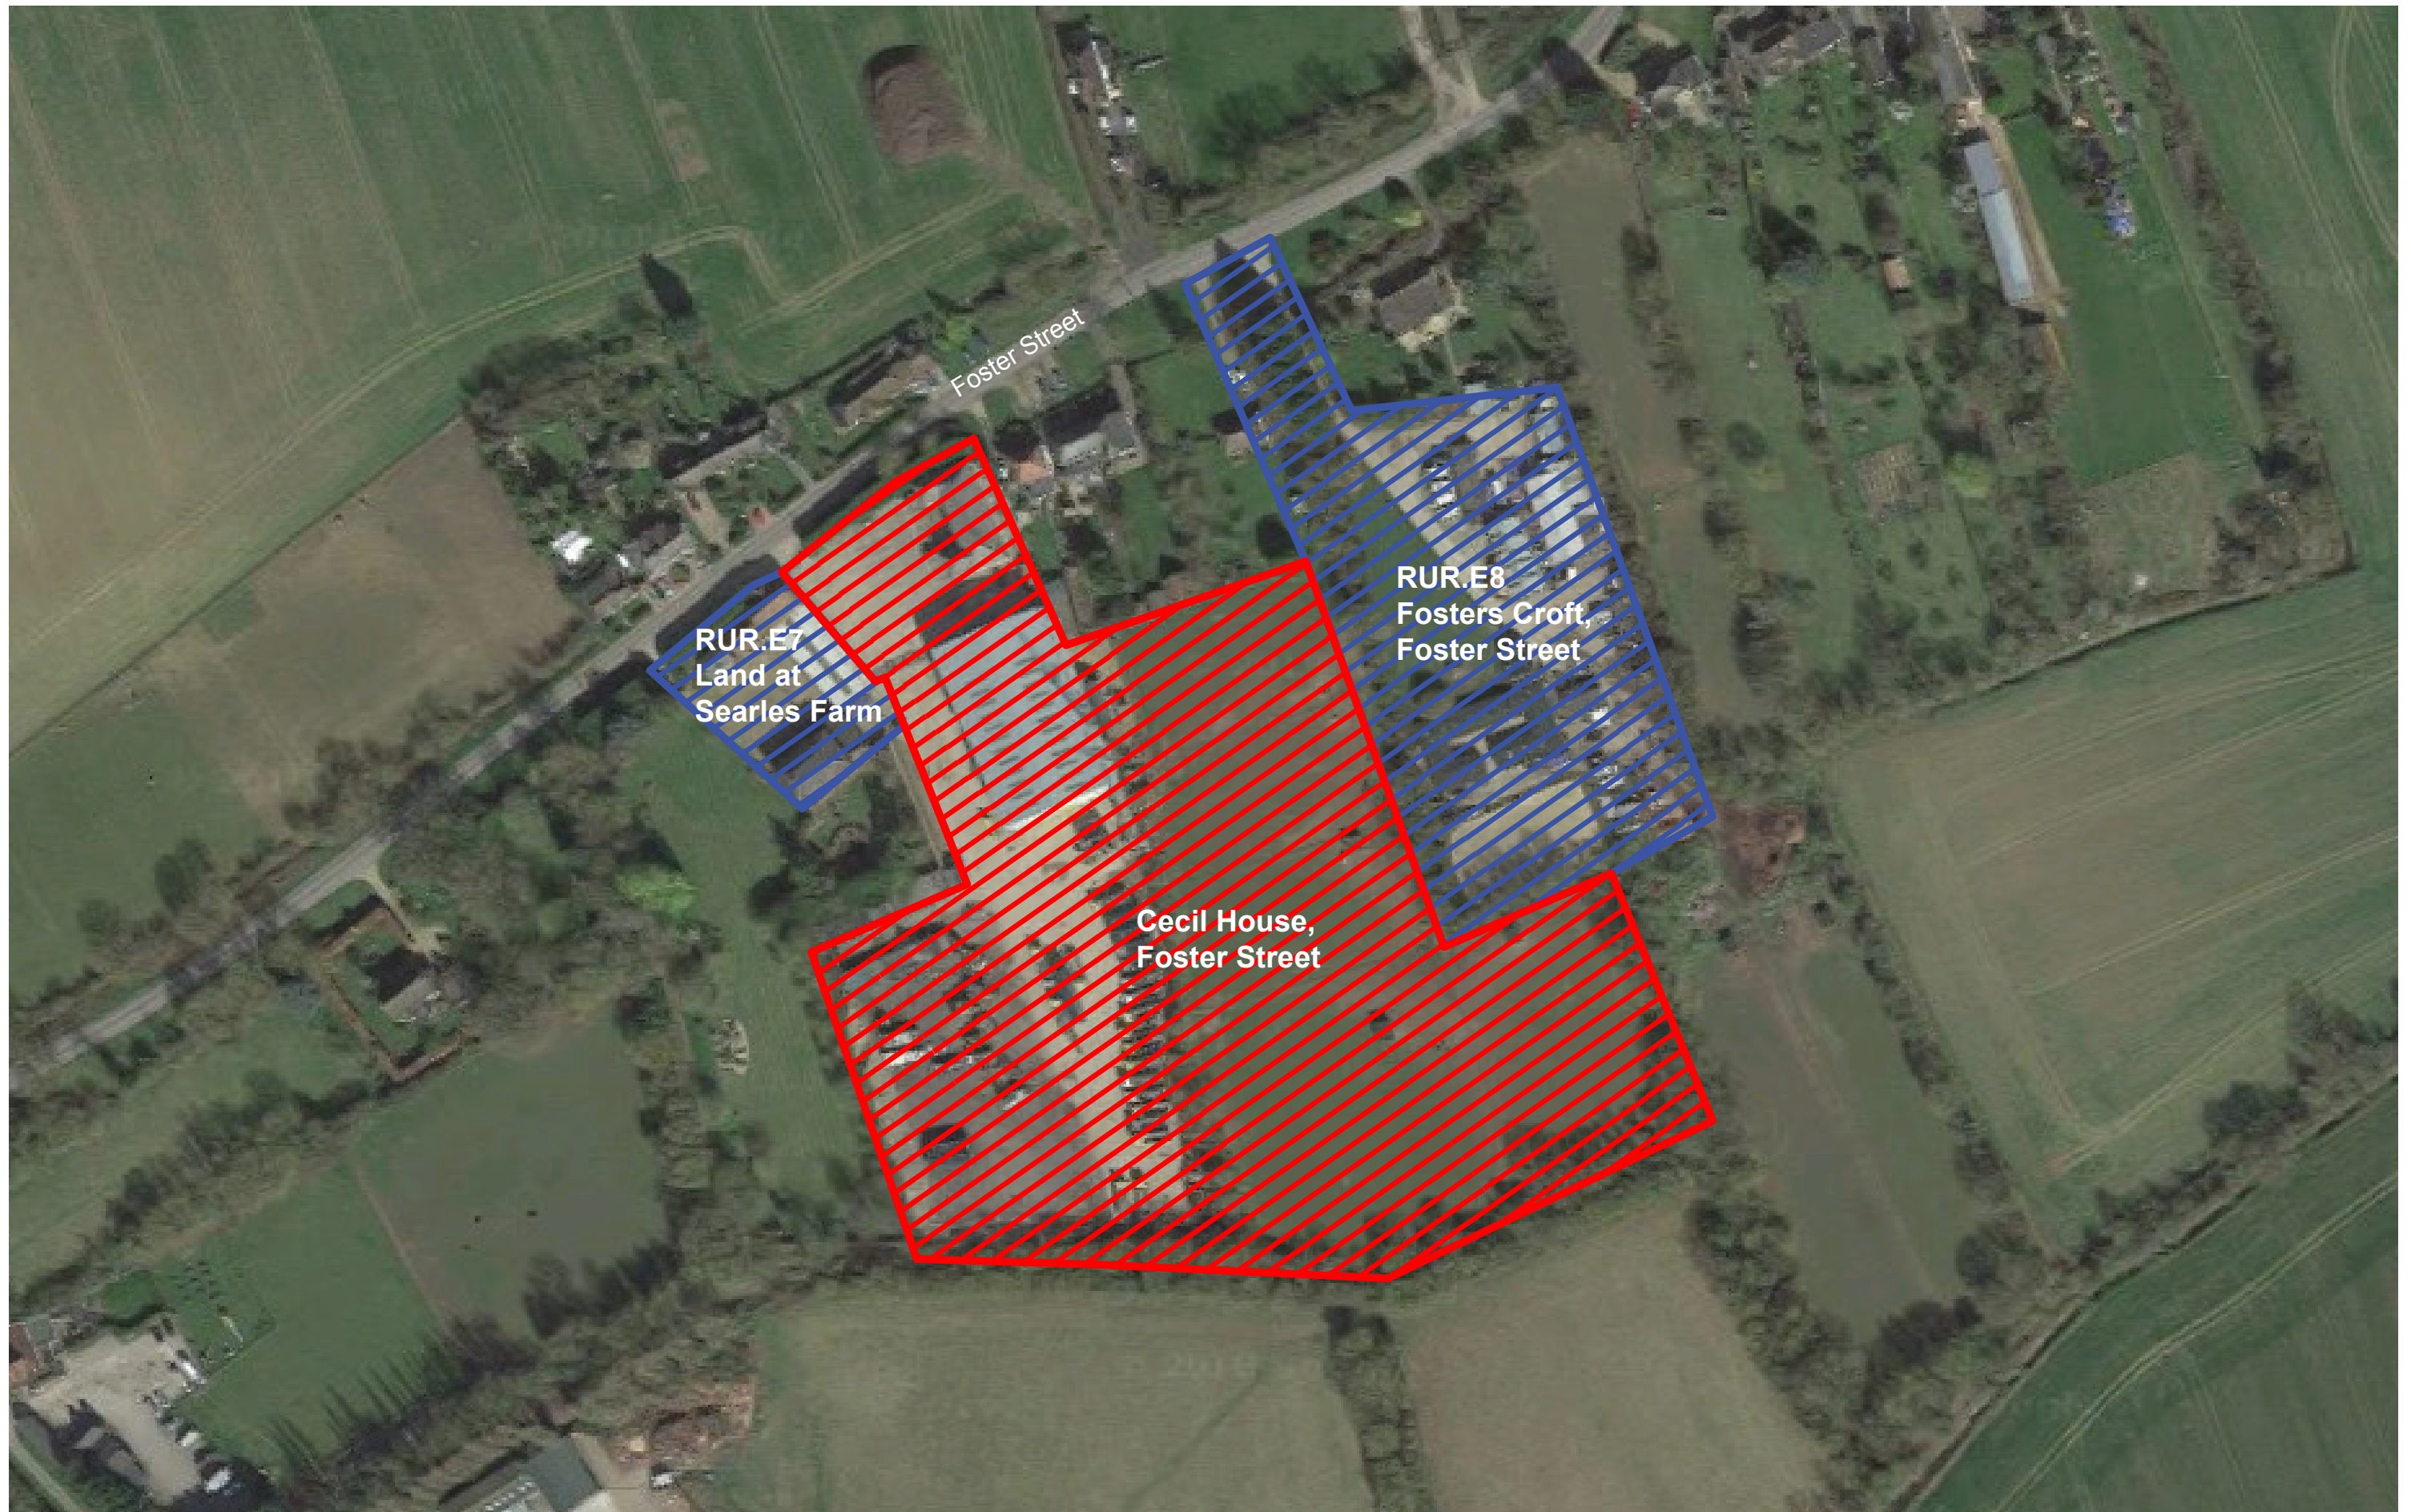 Foster Street
RUR.E7
Land at
Searles Farm
RUR.E8
Fosters Croft,
Foster Street
Cecil House,
Foster Street